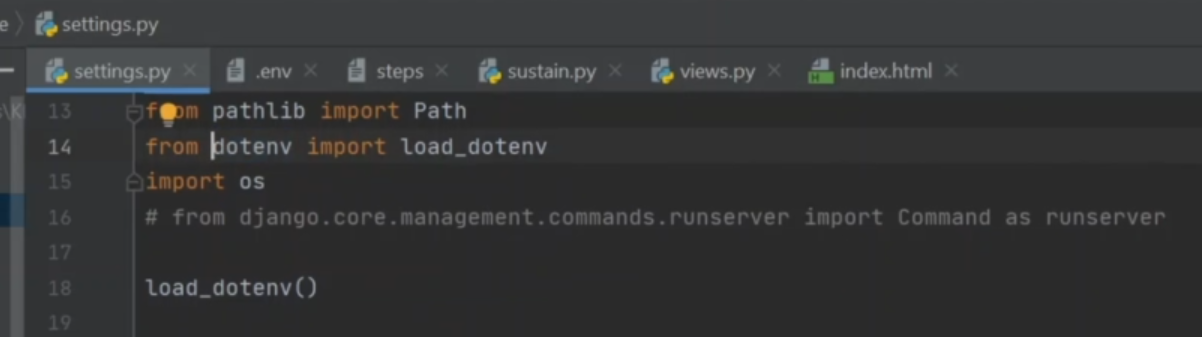 e > settings.py
settings.py × .env × steps × sustain.py × views.py × index.html ×
13 from pathlib import Path
14 from dotenv import load_dotenv
15 import os
16 # from django.core.management.commands.runserver import Command as runserver
17
18 load_dotenv()
19